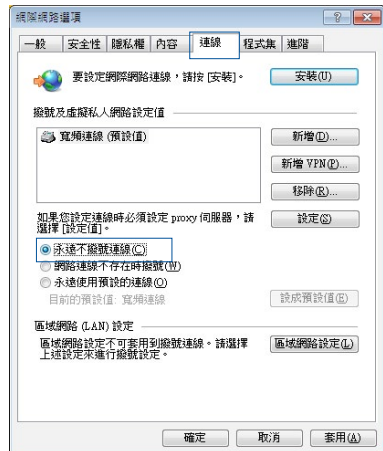 網際網路選項
一般 安全性 隱私權 內容 連線 程式集 進階
要設定網際網路連線，請按 [安裝]。 安裝(U)
撥號及虛擬私人網路設定值
寬頻連線 (預設值) 新增(D)...
新增 VPN(P)...
移除(R)...
如果您設定連線時必須設定 proxy 伺服器，請 設定(S)
選擇 [設定值]。
永遠不撥號連線(C)
網路連線不存在時撥號(W)
永遠使用預設的連線(O)
目前的預設值: 寬頻連線 設成預設值(E)
區域網路 (LAN) 設定
區域網路設定不可套用到撥號連線。請選擇 區域網路設定(L)
上述設定來進行撥號設定。
確定 取消 套用(A)